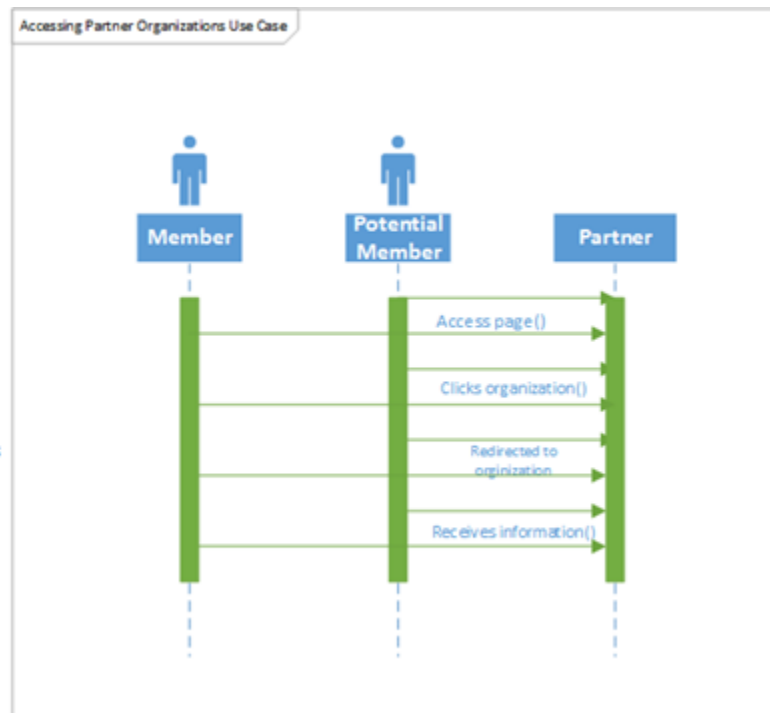 Accessing Partner Organizations Use Case
Member
Potential
Member
Partner
Access page()
Clicks organization()
Redirected to
orginization
Receives information()